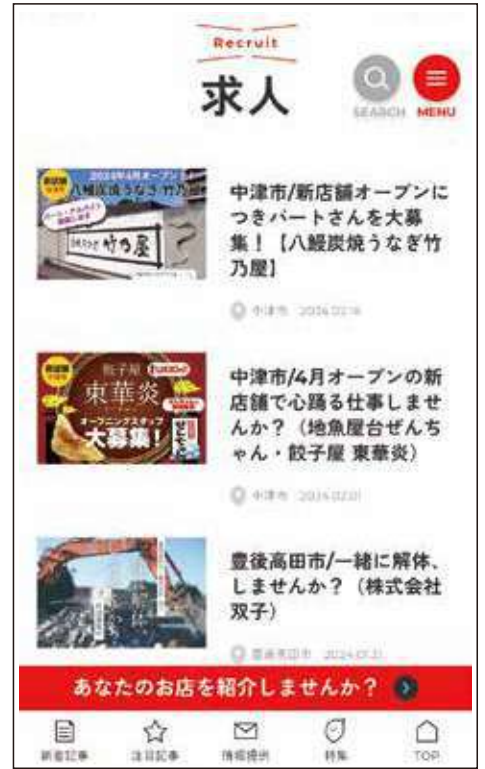 Recruit
求人
SEARCH MENU
2024年4月オープン
八幡炭焼うなぎ 竹乃屋
竹乃屋
中津市/新店舗オープンに
つきパートさんを大募
集！【八鰻炭焼うなぎ竹
乃屋】
中津市
餃子屋
東華炎
オープニングスタッフ
大募集!
中津市/4月オープンの新
店舗で心踊る仕事しませ
んか？（地魚屋台ぜんち
ゃん・餃子屋 東華炎）
中津市 2024.02.01
豊後高田市/一緒に解体、
しませんか？（株式会社
双子）
豊後高田市
あなたのお店を紹介しませんか？
新着記事 注目記事 情報提供 特集 TOP